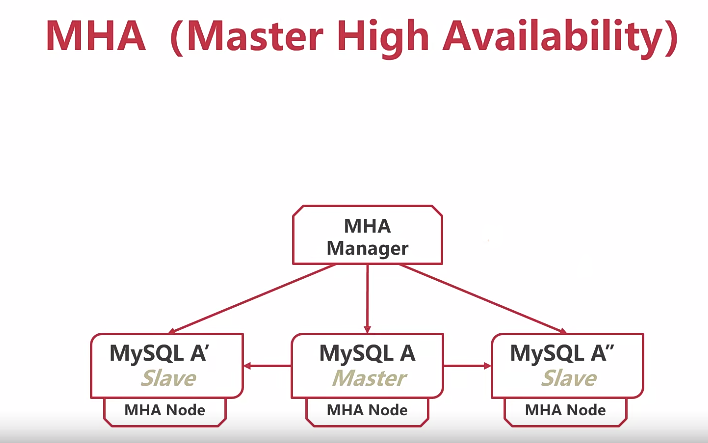 MHA（Master High Availability）
MHA
Manager
MySQL A’
Slave
MHA Node
MySQL A
Master
MHA Node
MySQL A”
Slave
MHA Node